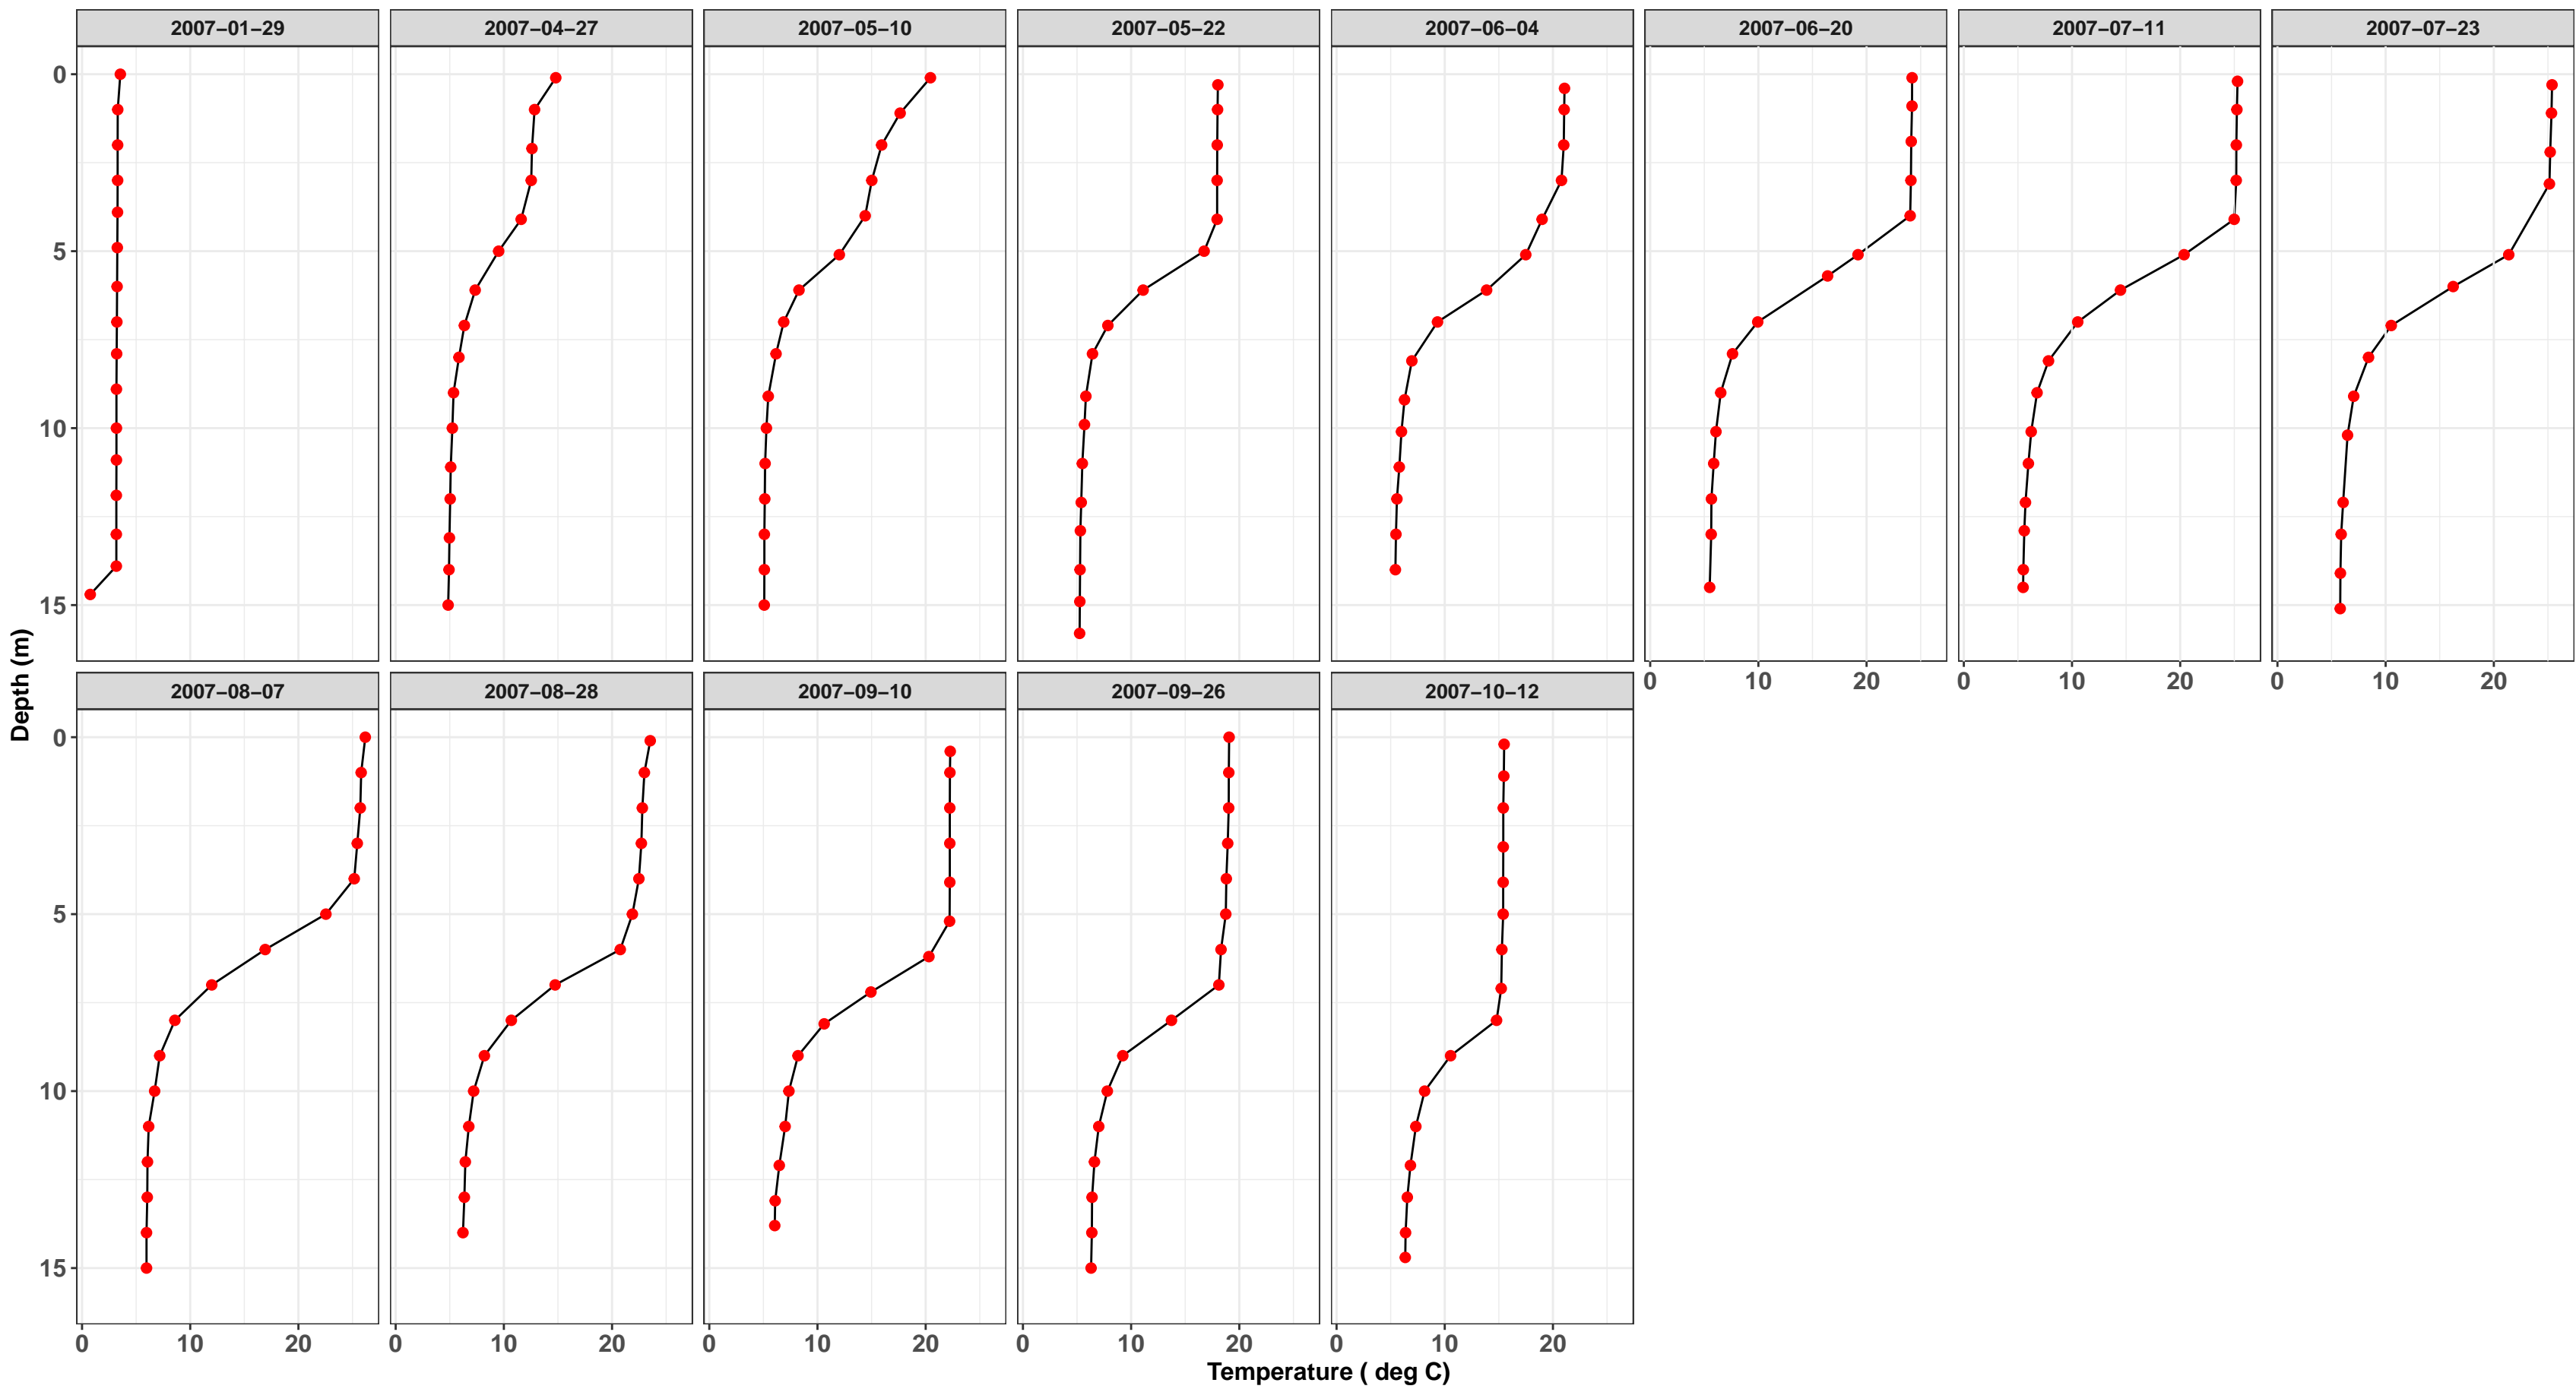 2007–01–29 2007–04–27 2007–05–10 2007–05–22 2007–06–04 2007–06–20 2007–07–11 2007–07–23
0
5
10
15
0 10 20 0 10 20 0 10 20
Depth (m)
2007–08–07 2007–08–28 2007–09–10 2007–09–26 2007–10–12
0
5
10
15
0 10 20 0 10 20 0 10 20 0 10 20 0 10 20
Temperature ( deg C)